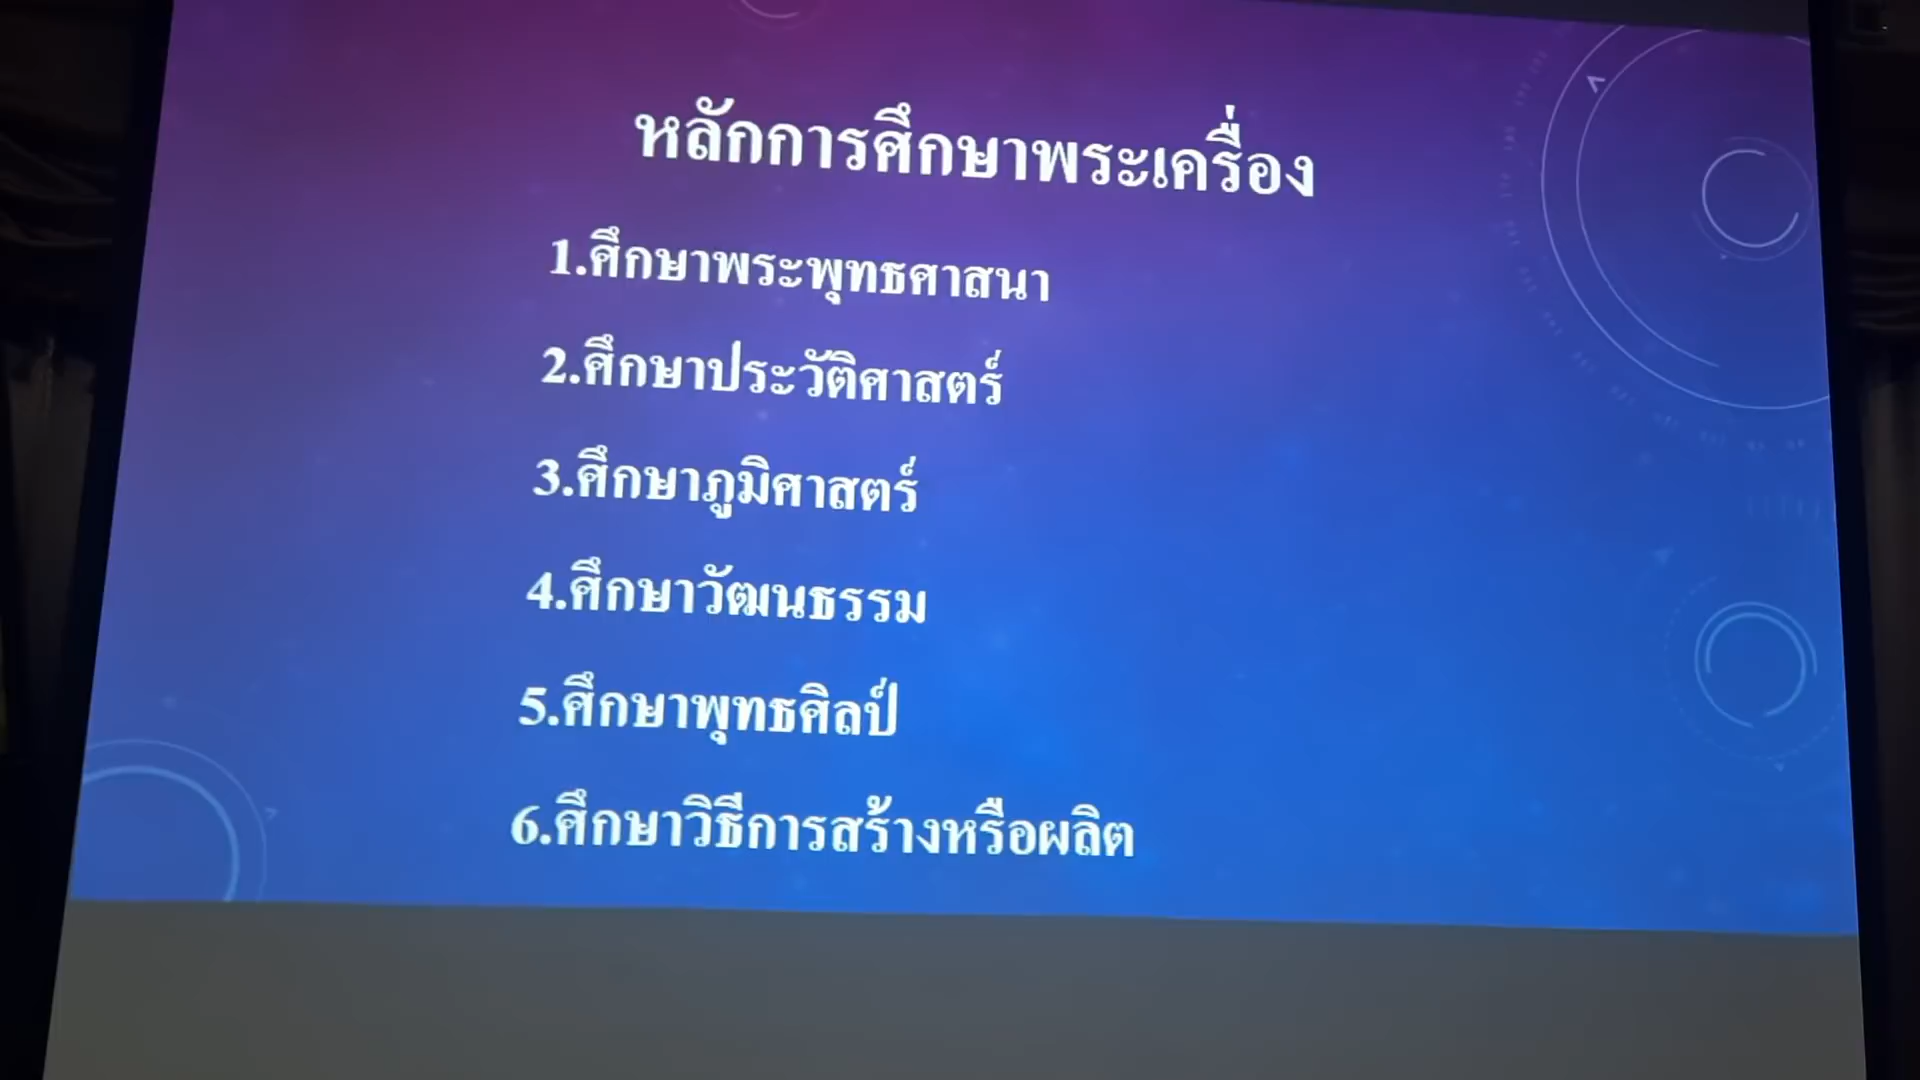 หลักการศึกษาพระเครื่อง
1.ศึกษาพระพุทธศาสนา
2.ศึกษาประวัติศาสตร์
3.ศึกษาภูมิศาสตร์
4.ศึกษาวัฒนธรรม
5.ศึกษาพุทธศิลป์
6.ศึกษาวิธีการสร้างหรือผลิต